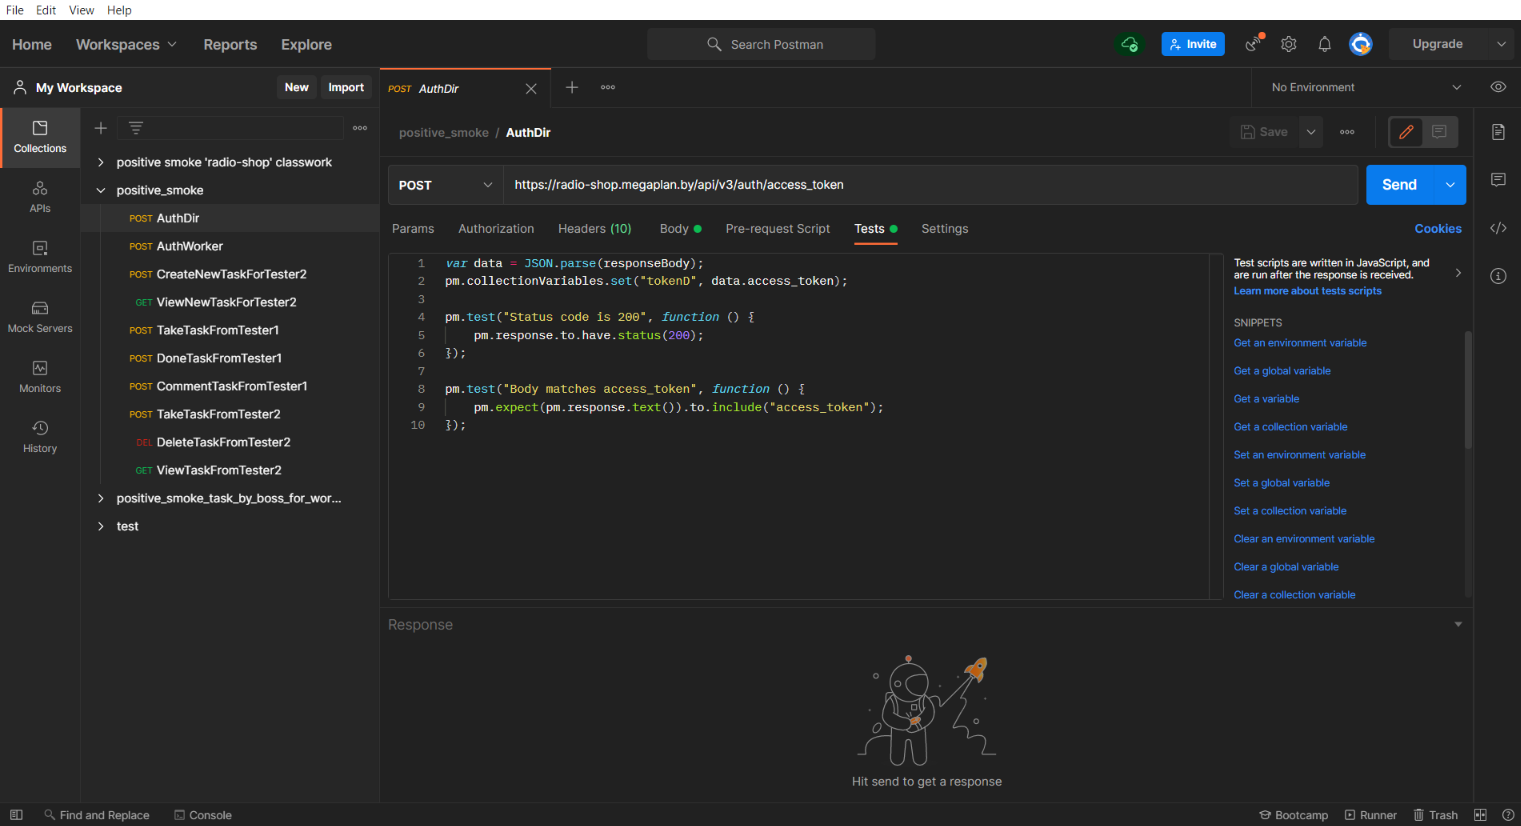 File Edit View Help
Home Workspaces Reports Explore Search Postman Invite Upgrade
My Workspace New Import POST AuthDir No Environment
positive_smoke / AuthDir Save
Collections
APIs
Environments
Mock Servers
Monitors
History
positive smoke 'radio-shop' classwork
positive_smoke
POST AuthDir
POST AuthWorker
POST CreateNewTaskForTester2
GET ViewNewTaskForTester2
POST TakeTaskFromTester1
POST DoneTaskFromTester1
POST CommentTaskFromTester1
POST TakeTaskFromTester2
DEL DeleteTaskFromTester2
GET ViewTaskFromTester2
positive_smoke_task_by_boss_for_wor...
test
POST https://radio-shop.megaplan.by/api/v3/auth/access_token Send
Params Authorization Headers (10) Body Pre-request Script Tests Settings Cookies
1 var data = JSON.parse(responseBody);
2 pm.collectionVariables.set("tokenD", data.access_token);
3
4 pm.test("Status code is 200", function () {
5 pm.response.to.have.status(200);
6 });
7
8 pm.test("Body matches access_token", function () {
9 pm.expect(pm.response.text()).to.include("access_token");
10 });
Test scripts are written in JavaScript, and
are run after the response is received.
Learn more about tests scripts
SNIPPETS
Get an environment variable
Get a global variable
Get a variable
Get a collection variable
Set an environment variable
Set a global variable
Set a collection variable
Clear an environment variable
Clear a global variable
Clear a collection variable
Response
Hit send to get a response
Find and Replace Console Bootcamp Runner Trash